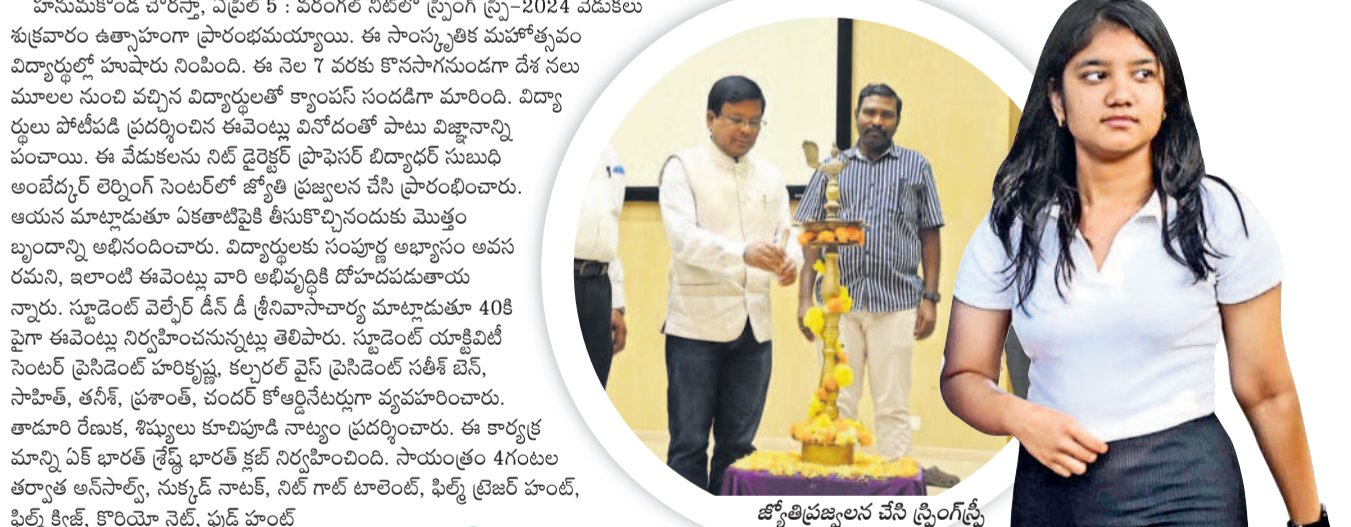 హనుమకొండ చౌరస్తా, ఏప్రిల్ 5 : వరంగల్ నిట్‌లో స్ప్రింగ్ స్ప్రీ-2024 వేడుకలు
శుక్రవారం ఉత్సాహంగా ప్రారంభమయ్యాయి. ఈ సాంస్కృతిక మహోత్సవం
విద్యార్థుల్లో హుషారు నింపింది. ఈ నెల 7 వరకు కొనసాగనుండగా దేశ నలు
మూలల నుంచి వచ్చిన విద్యార్థులతో క్యాంపస్ సందడిగా మారింది. విద్యా
ర్థులు పోటీపడి ప్రదర్శించిన ఈవెంట్లు వినోదంతో పాటు విజ్ఞానాన్ని
పంచాయి. ఈ వేడుకలను నిట్ డైరెక్టర్ ప్రొఫెసర్ బిద్యాధర్ సుబుధి
అంబేద్కర్ లెర్నింగ్ సెంటర్‌లో జ్యోతి ప్రజ్వలన చేసి ప్రారంభించారు.
ఆయన మాట్లాడుతూ ఏకతాటిపైకి తీసుకొచ్చినందుకు మొత్తం
బృందాన్ని అభినందించారు. విద్యార్థులకు సంపూర్ణ అభ్యాసం అవస
రమని, ఇలాంటి ఈవెంట్లు వారి అభివృద్ధికి దోహదపడుతాయ
న్నారు. స్టూడెంట్ వెల్ఫేర్ డీన్ డీ శ్రీనివాసాచార్య మాట్లాడుతూ 40కి
పైగా ఈవెంట్లు నిర్వహించనున్నట్లు తెలిపారు. స్టూడెంట్ యాక్టివిటీ
సెంటర్ ప్రెసిడెంట్ హరికృష్ణ, కల్చరల్ వైస్ ప్రెసిడెంట్ సతీశ్ బెన్,
సాహిత్, తనీశ్, ప్రశాంత్, చందర్ కోఆర్డినేటర్లుగా వ్యవహరించారు.
తాడూరి రేణుక, శిష్యులు కూచిపూడి నాట్యం ప్రదర్శించారు. ఈ కార్యక్ర
మాన్ని ఏక్ భారత్ శ్రేష్ఠ భారత్ క్లబ్ నిర్వహించింది. సాయంత్రం 4గంటల
తర్వాత అన్‌సాల్వ్, నుక్కడ్ నాటక్, నిట్ గాట్ టాలెంట్, ఫిల్మ్ ట్రెజర్ హంట్,
ఫిల్మ్ క్విజ్, కొరియో నైట్, ఫుడ్ హంట్
జ్యోతిప్రజ్వలన చేసి స్ప్రింగ్‌స్ప్రీ